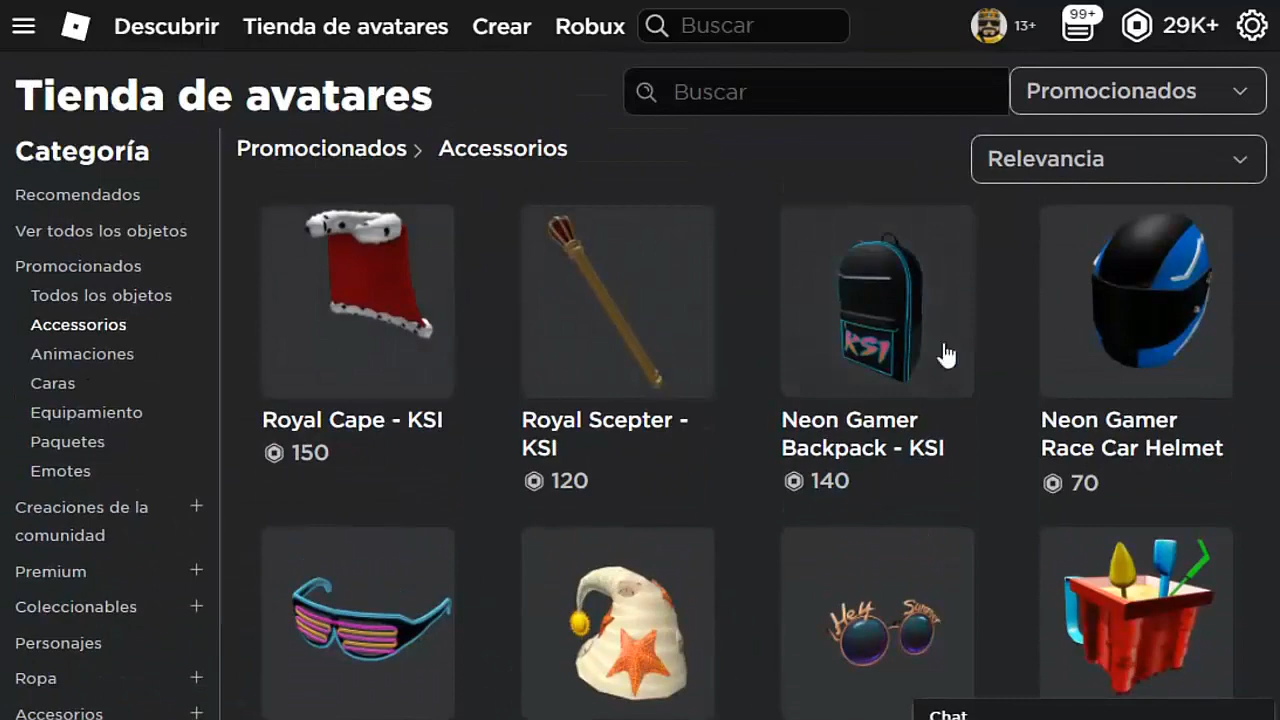 Descubrir
Tienda de avatares
Crear
Robux
Buscar
13+
99+
29K+
Tienda de avatares
Buscar
Promocionados
Categoría
Promocionados
Accessorios
Relevancia
Recomendados
Ver todos los objetos
Promocionados
Todos los objetos
Accessorios
Animaciones
Caras
Equipamiento
Paquetes
Emotes
Creaciones de la
comunidad
Premium
Coleccionables
Personajes
Ropa
Accesorios
Royal Cape - KSI
150
Royal Scepter -
KSI
120
KSI
Neon Gamer
Backpack - KSI
140
Neon Gamer
Race Car Helmet
70
Hey Summer
Chat